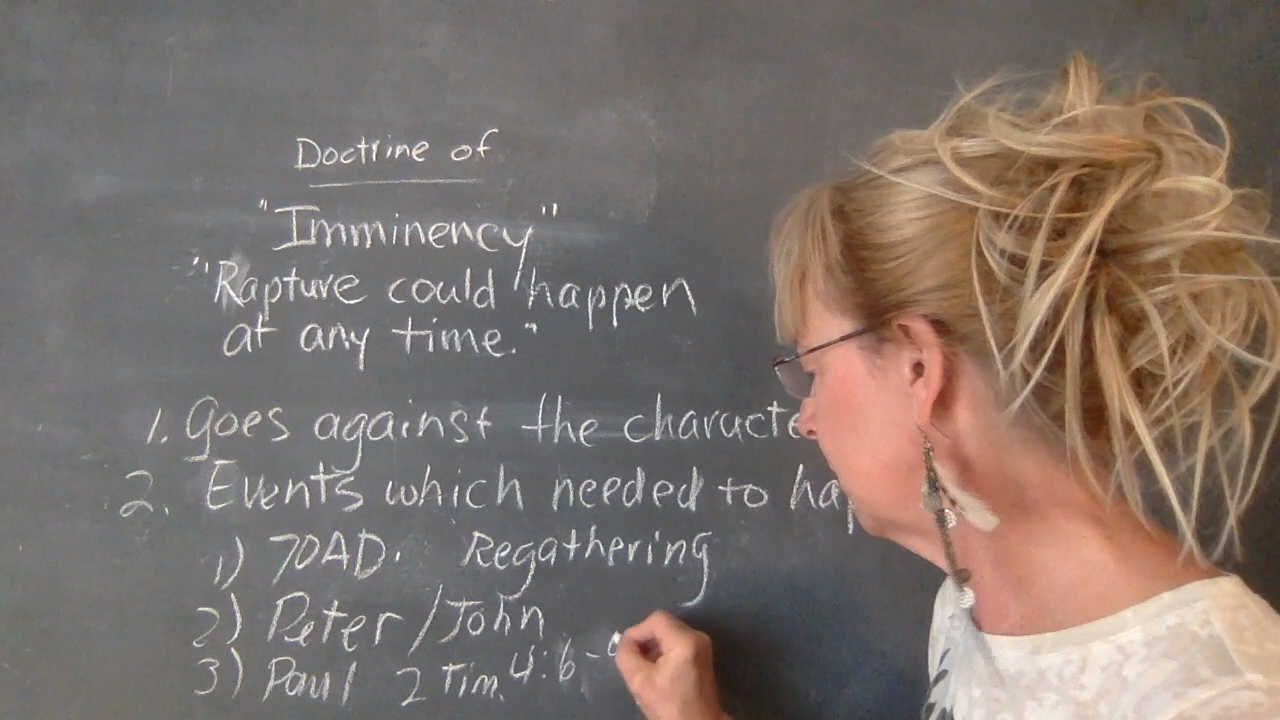 Doctrine of
"Imminency"
"Rapture could happen
at any time."
1. Goes against the characte
2. Events which needed to hap
1) 70AD. Regathering
2) Peter/John
3) Paul 2 Tim. 4:6-